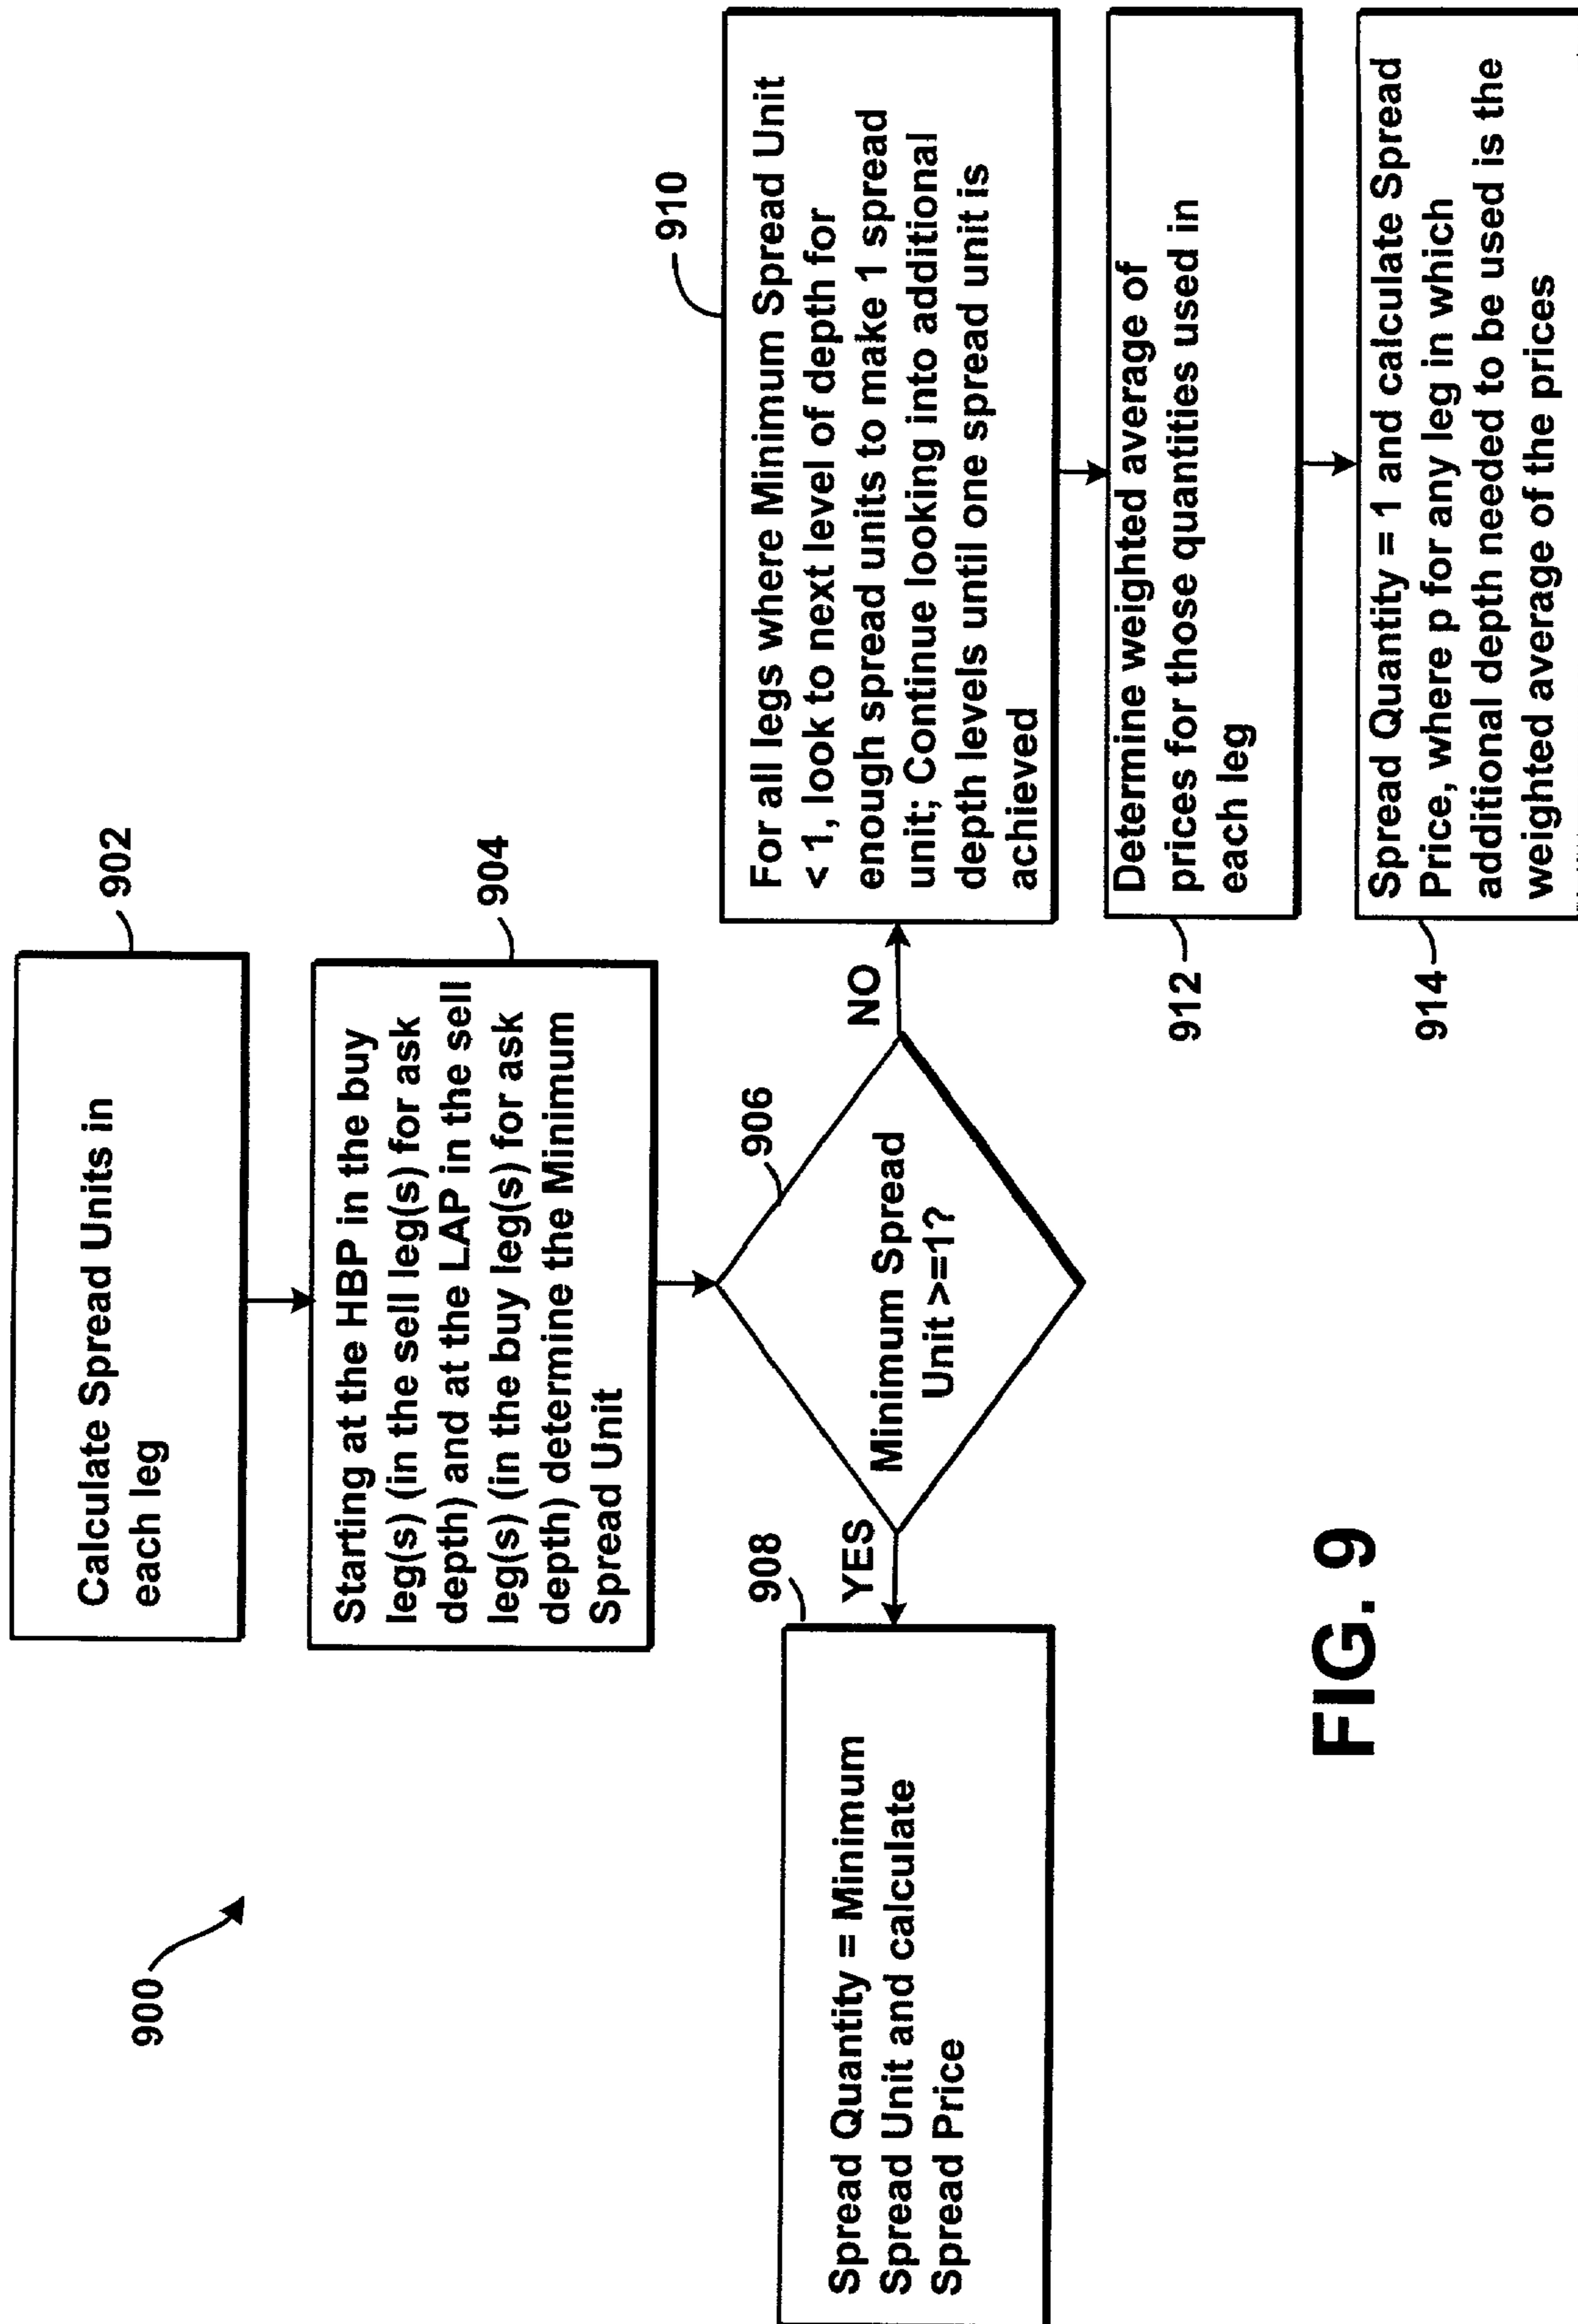 900
902
Calculate Spread Units in
each leg
904
Starting at the HBP in the buy
leg(s) (in the sell leg(s) for ask
depth) and at the LAP in the sell
leg(s) (in the buy leg(s) for ask
depth) determine the Minimum
Spread Unit
906
Minimum Spread
Unit >=1?
YES
NO
908
Spread Quantity = Minimum
Spread Unit and calculate
Spread Price
910
For all legs where Minimum Spread Unit
< 1, look to next level of depth for
enough spread units to make 1 spread
unit; Continue looking into additional
depth levels until one spread unit is
achieved
912
Determine weighted average of
prices for those quantities used in
each leg
914
Spread Quantity = 1 and calculate Spread
Price, where p for any leg in which
additional depth needed to be used is the
weighted average of the prices
FIG. 9